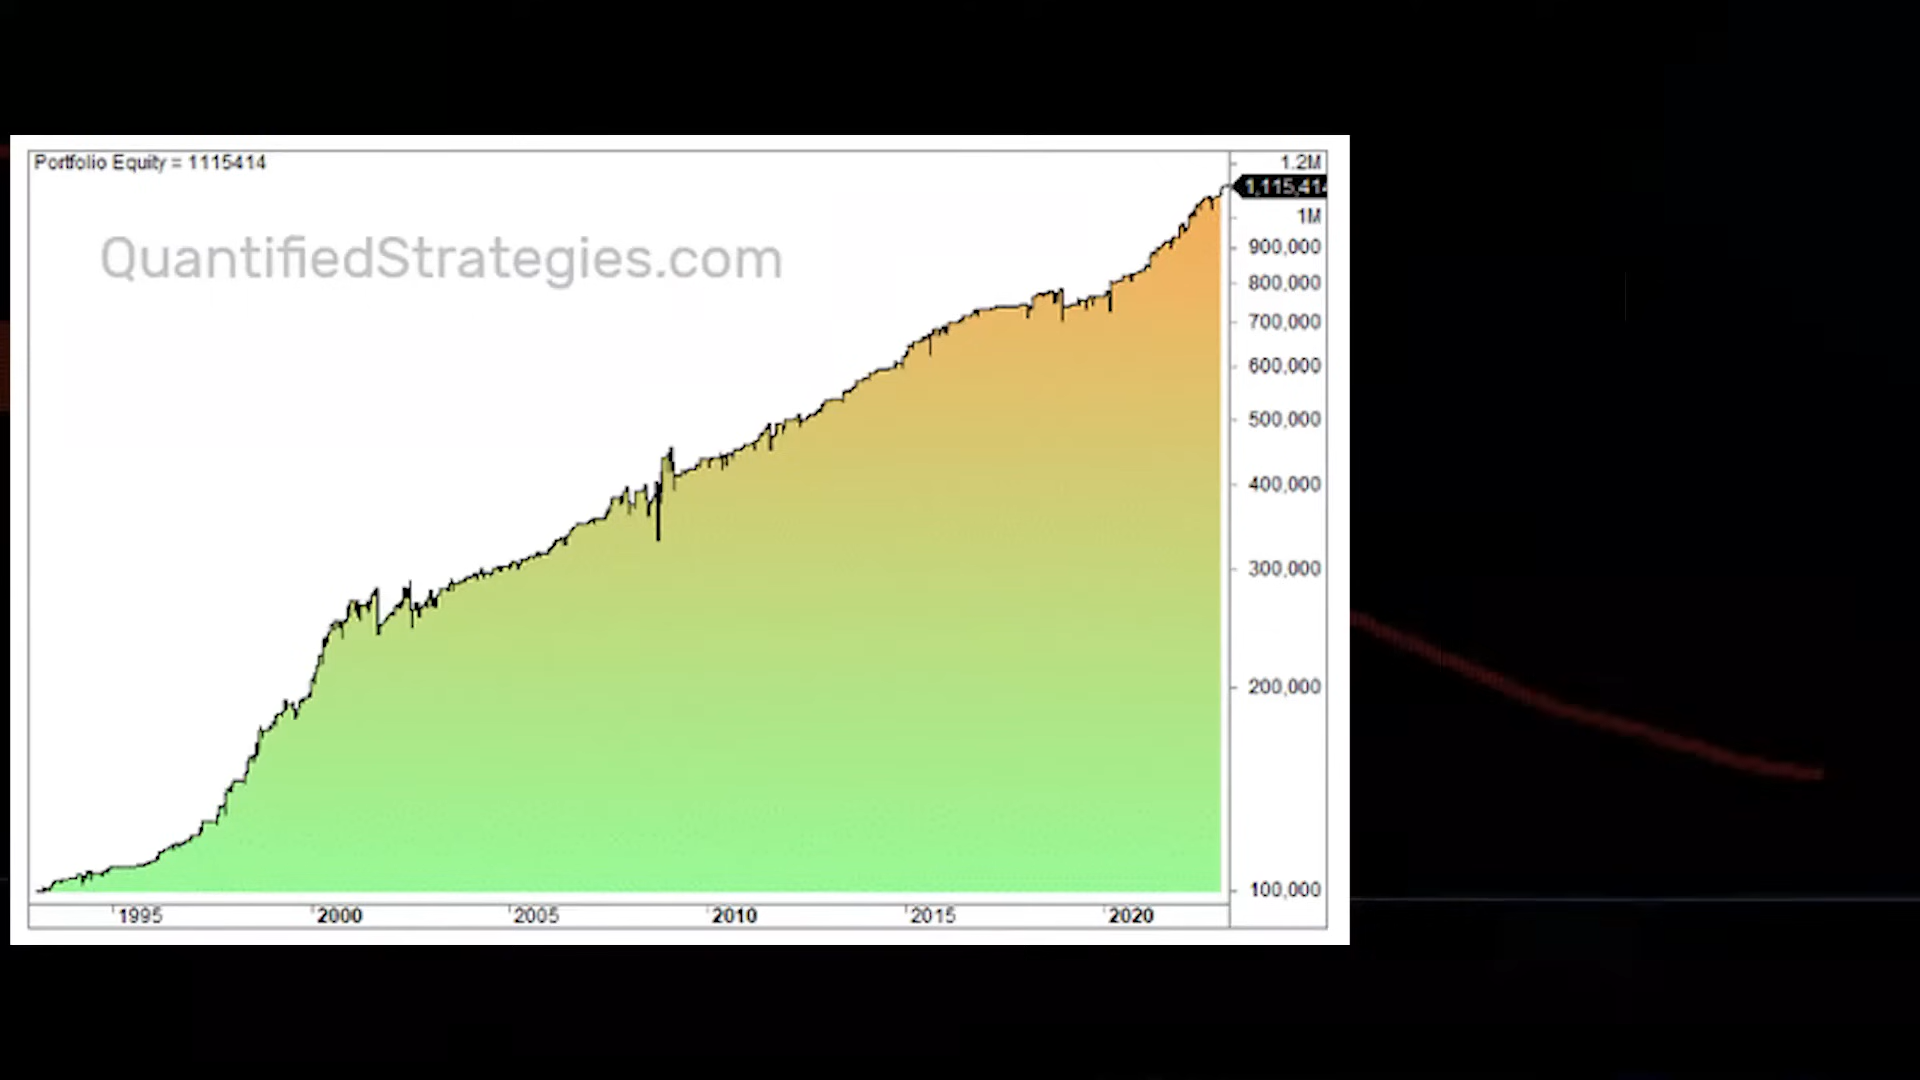 Portfolio Equity = 1115414
QuantifiedStrategies.com
1.2M
1,115,414
1M
900,000
800,000
700,000
600,000
500,000
400,000
300,000
200,000
100,000
1995 2000 2005 2010 2015 2020